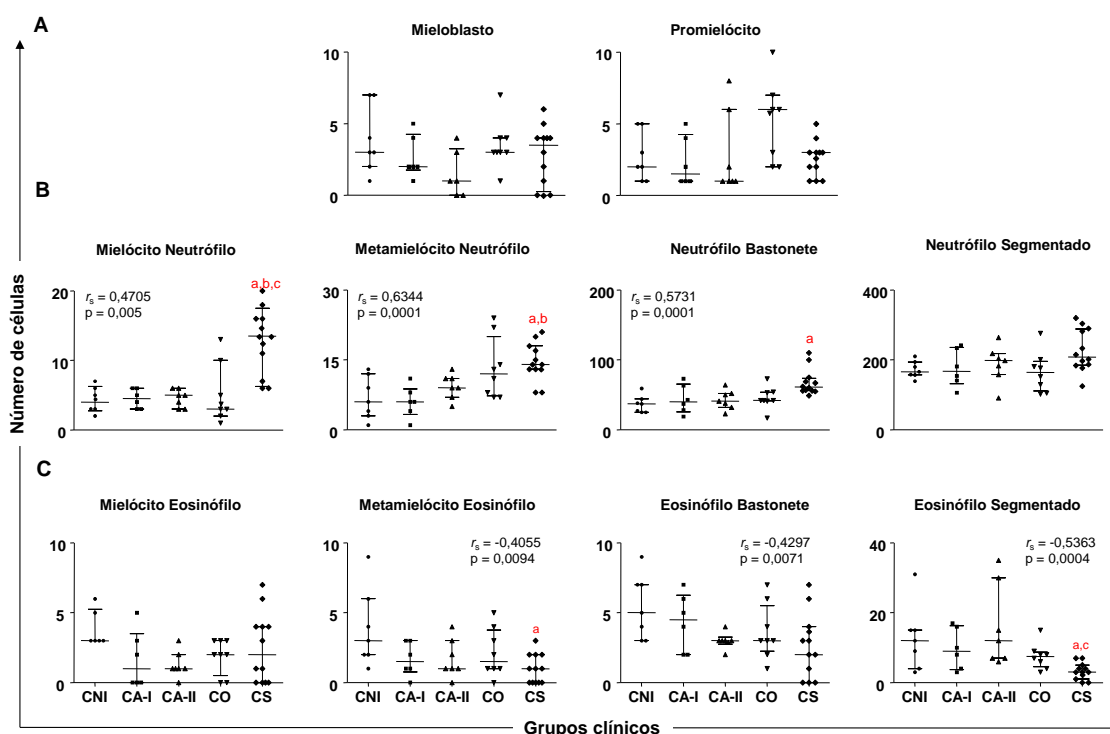 A
Mieloblasto
Promielócito
10
5
0
10
5
0
B
Mielócito Neutrófilo
Metamielócito Neutrófilo
Neutrófilo Bastonete
Neutrófilo Segmentado
20
10
0
rs = 0,4705
p = 0,005
a,b,c
30
15
0
rs = 0,6344
p = 0,0001
a,b
200
100
0
rs = 0,5731
p = 0,0001
a
400
200
0
Número de células
C
Mielócito Eosinófilo
Metamielócito Eosinófilo
Eosinófilo Bastonete
Eosinófilo Segmentado
10
5
0
10
5
0
rs = -0,4055
p = 0,0094
a
10
5
0
rs = -0,4297
p = 0,0071
40
20
10
0
rs = -0,5363
p = 0,0004
a,c
CNI CA-I CA-II CO CS
CNI CA-I CA-II CO CS
CNI CA-I CA-II CO CS
CNI CA-I CA-II CO CS
Grupos clínicos